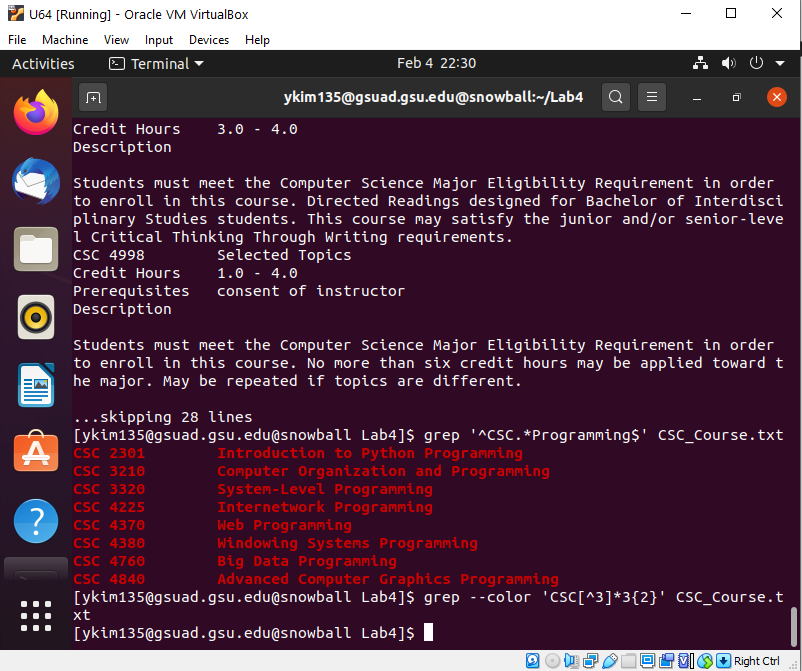 U64 [Running] - Oracle VM VirtualBox
File Machine View Input Devices Help
Activities Terminal Feb 4 22:30
ykim135@gsuad.gsu.edu@snowball:~/Lab4
Credit Hours    3.0 - 4.0
Description
Students must meet the Computer Science Major Eligibility Requirement in order
to enroll in this course. Directed Readings designed for Bachelor of Interdisci
plinary Studies students. This course may satisfy the junior and/or senior-leve
l Critical Thinking Through Writing requirements.
CSC 4998        Selected Topics
Credit Hours    1.0 - 4.0
Prerequisites   consent of instructor
Description
Students must meet the Computer Science Major Eligibility Requirement in order
to enroll in this course. No more than six credit hours may be applied toward t
he major. May be repeated if topics are different.
...skipping 28 lines
[ykim135@gsuad.gsu.edu@snowball Lab4]$ grep '^CSC.*Programming$' CSC_Course.txt
CSC 2301        Introduction to Python Programming
CSC 3210        Computer Organization and Programming
CSC 3320        System-Level Programming
CSC 4225        Internetwork Programming
CSC 4370        Web Programming
CSC 4380        Windowing Systems Programming
CSC 4760        Big Data Programming
CSC 4840        Advanced Computer Graphics Programming
[ykim135@gsuad.gsu.edu@snowball Lab4]$ grep --color 'CSC[^3]*3{2}' CSC_Course.t
xt
[ykim135@gsuad.gsu.edu@snowball Lab4]$
Right Ctrl